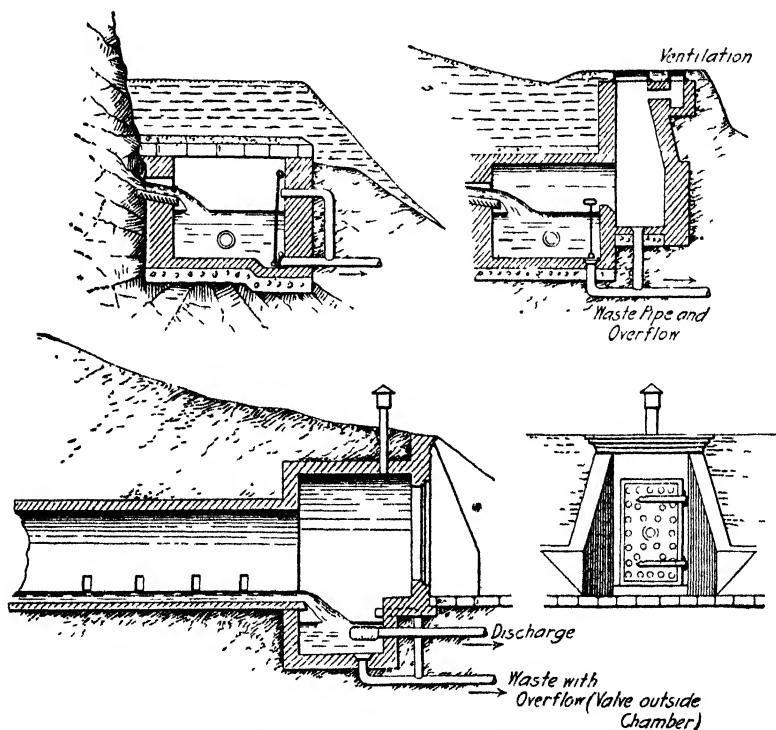 Ventilation
Waste Pipe and
Overflow
Discharge
Waste with
Overflow (Valve outside
Chamber)